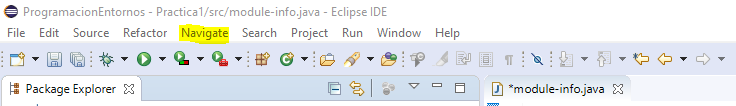 ProgramacionEntornos - Practica1/src/module-info.java - Eclipse IDE
File Edit Source Refactor Navigate Search Project Run Window Help
Package Explorer *module-info.java